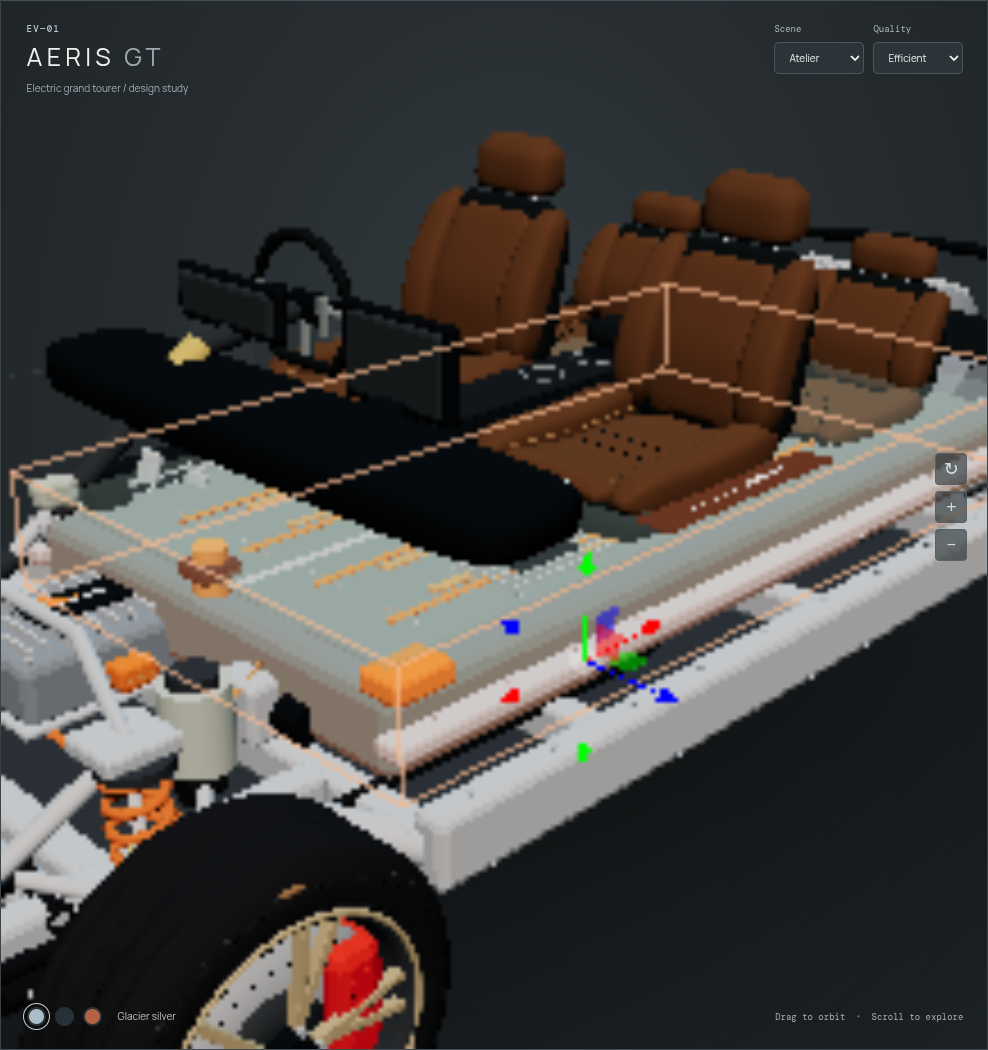 EV—01
AERIS GT
Electric grand tourer / design study
Scene
Quality
Atelier
Efficient
Glacier silver
Drag to orbit · Scroll to explore